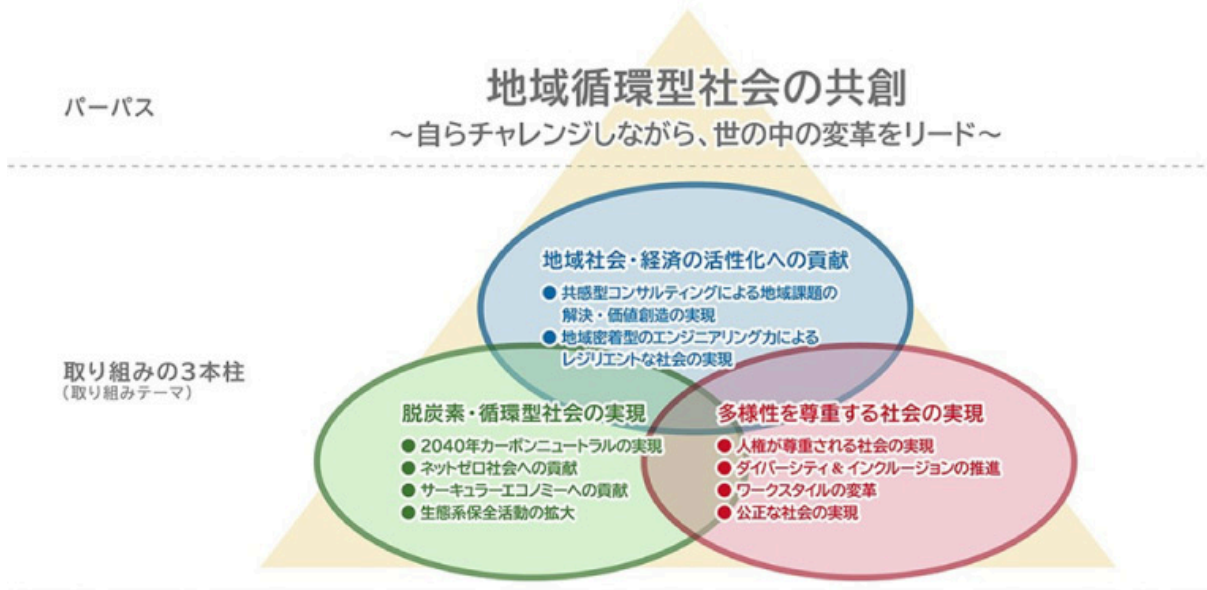 パーパス
地域循環型社会の共創
～自らチャレンジしながら、世の中の変革をリード～
取り組みの3本柱
(取り組みテーマ)
地域社会・経済の活性化への貢献
● 共感型コンサルティングによる地域課題の
解決・価値創造の実現
● 地域密着型のエンジニアリング力による
レジリエントな社会の実現
脱炭素・循環型社会の実現
● 2040年カーボンニュートラルの実現
● ネットゼロ社会への貢献
● サーキュラーエコノミーへの貢献
● 生態系保全活動の拡大
多様性を尊重する社会の実現
● 人権が尊重される社会の実現
● ダイバーシティ & インクルージョンの推進
● ワークスタイルの変革
● 公正な社会の実現